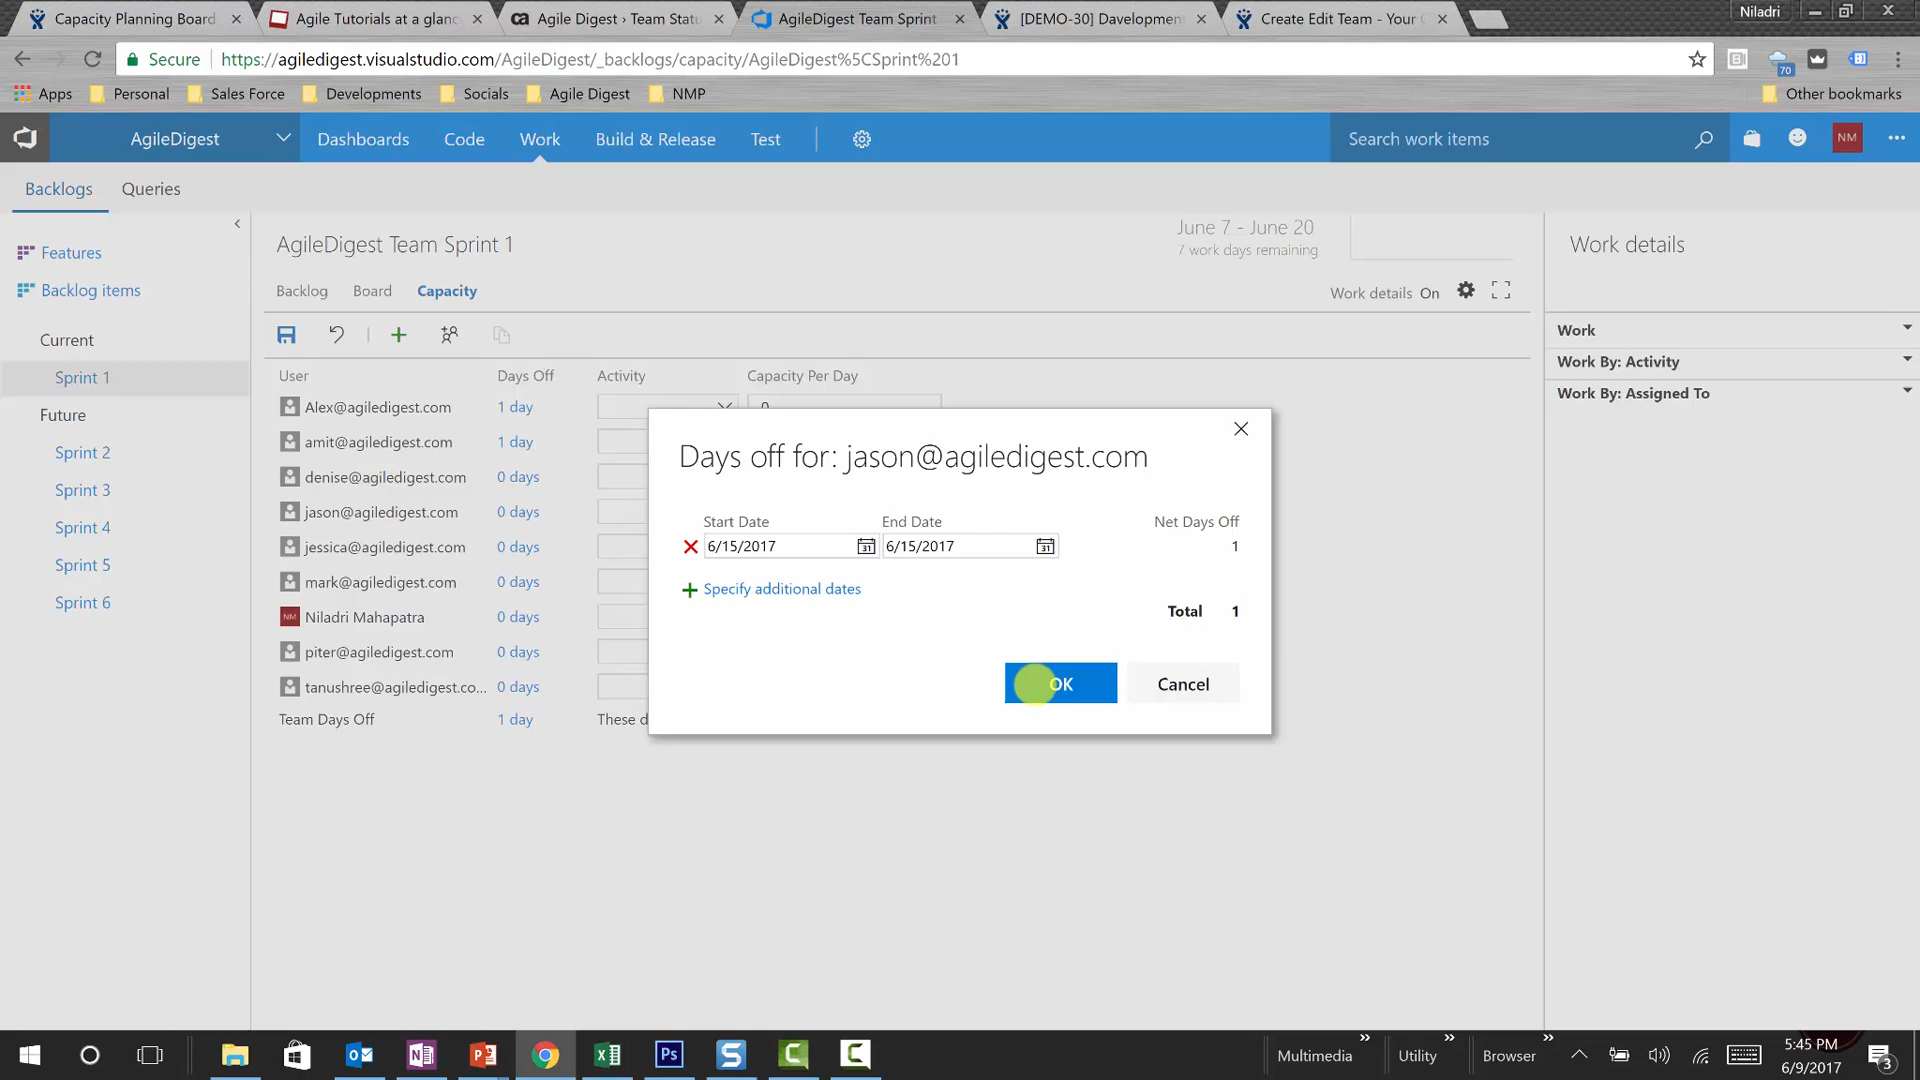 Capacity Planning Board
Agile Tutorials at a glanc
ca Agile Digest › Team Statu
AgileDigest Team Sprint
[DEMO-30] Davelopmen
Create Edit Team - Your
Niladri
Secure
https://agiledigest.visualstudio.com/AgileDigest/_backlogs/capacity/AgileDigest%5CSprint%201
70
Apps
Personal
Sales Force
Developments
Socials
Agile Digest
NMP
Other bookmarks
AgileDigest
Dashboards
Code
Work
Build & Release
Test
Search work items
NM
Backlogs
Queries
Features
Backlog items
Current
Sprint 1
Future
Sprint 2
Sprint 3
Sprint 4
Sprint 5
Sprint 6
AgileDigest Team Sprint 1
June 7 - June 20
7 work days remaining
Backlog
Board
Capacity
Work details On
User Days Off Activity Capacity Per Day
Alex@agiledigest.com 1 day 0
amit@agiledigest.com 1 day
denise@agiledigest.com 0 days
jason@agiledigest.com 0 days
jessica@agiledigest.com 0 days
mark@agiledigest.com 0 days
NM Niladri Mahapatra 0 days
piter@agiledigest.com 0 days
tanushree@agiledigest.co... 0 days
Team Days Off 1 day These d
Days off for: jason@agiledigest.com
Start Date End Date Net Days Off
6/15/2017 31 6/15/2017 31 1
Specify additional dates
Total 1
OK
Cancel
Work details
Work
Work By: Activity
Work By: Assigned To
Multimedia
Utility
Browser
5:45 PM
6/9/2017
3